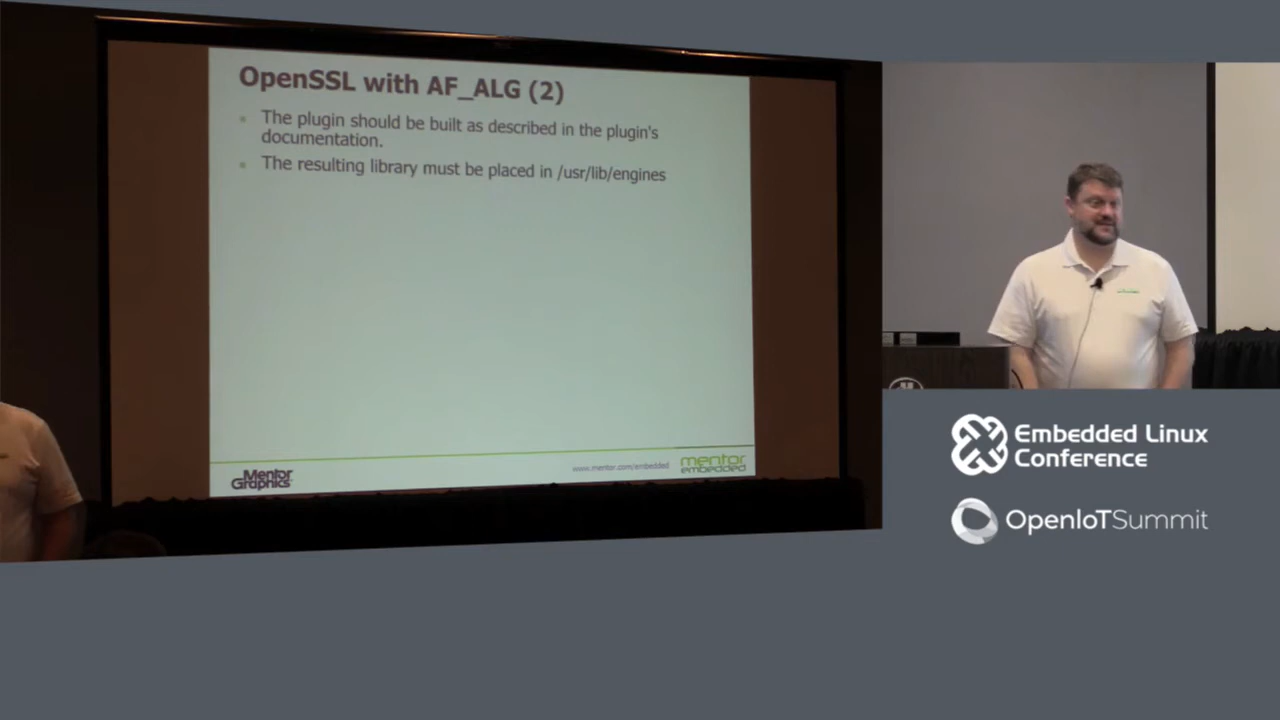 OpenSSL with AF_ALG (2)
The plugin should be built as described in the plugin's
documentation.
The resulting library must be placed in /usr/lib/engines
Mentor
Graphics
www.mentor.com/embedded
mentor
embedded
Embedded Linux
Conference
OpenIoTSummit